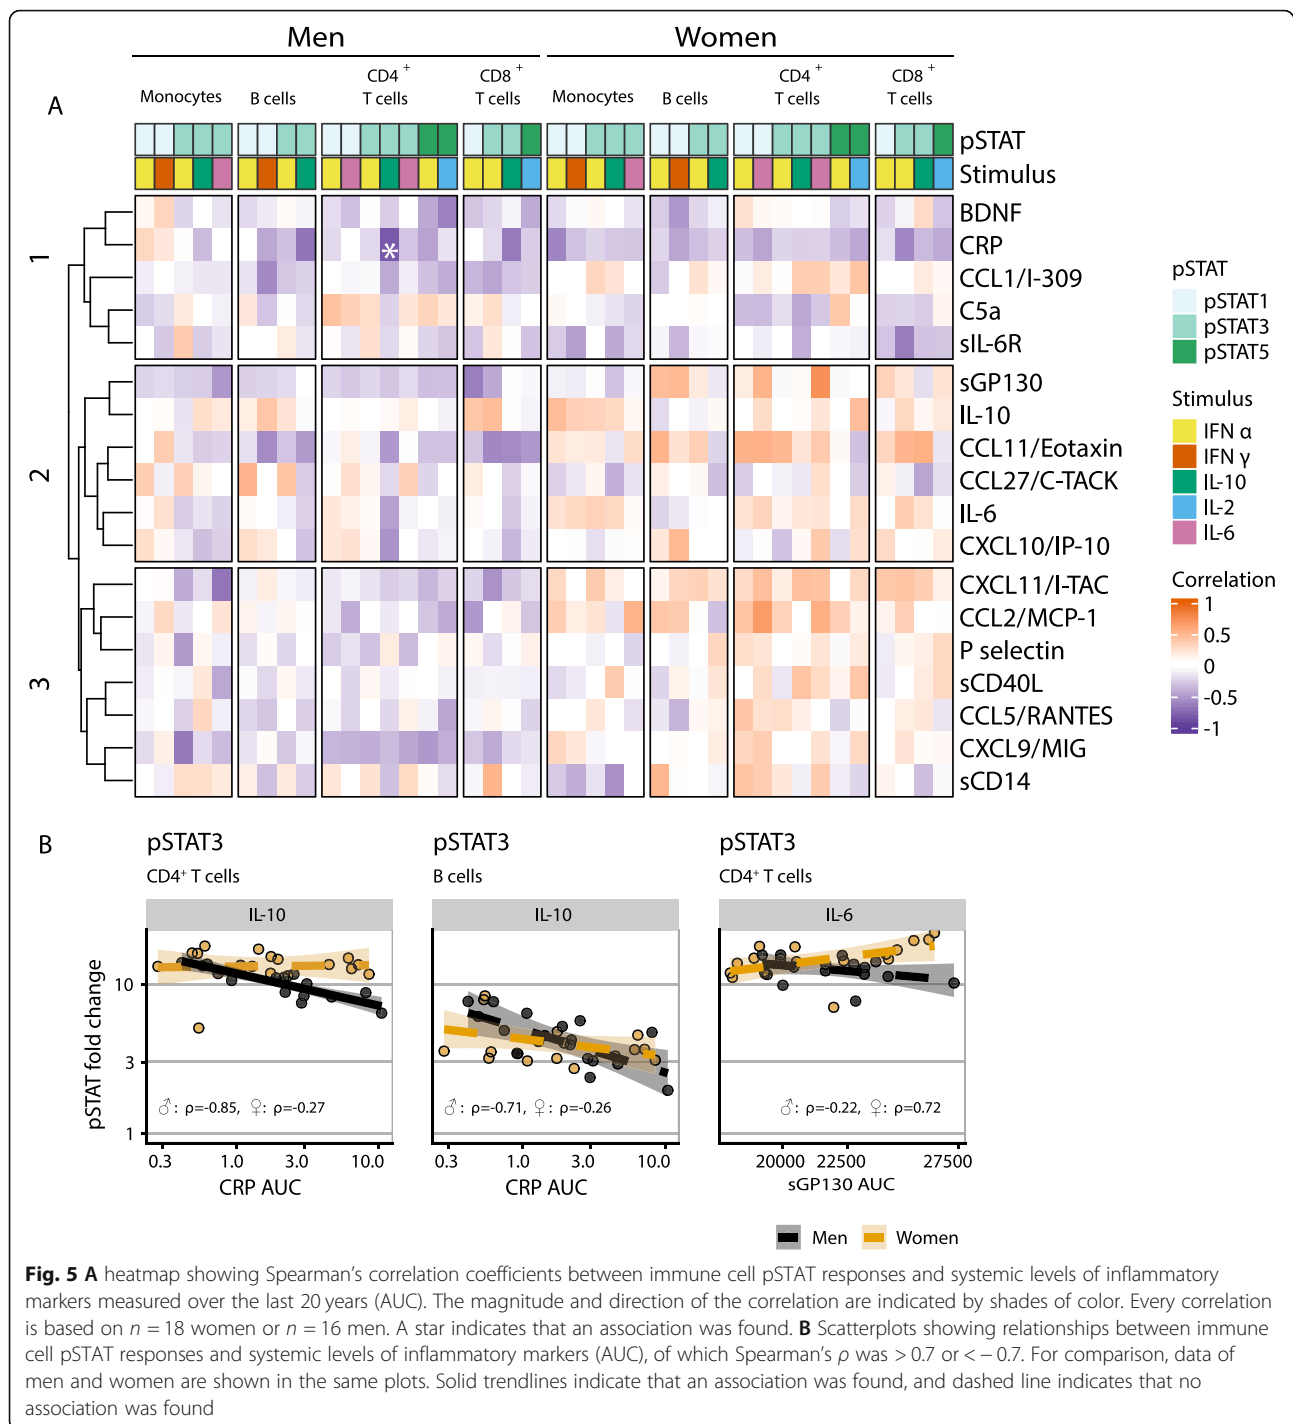 Men Women
A
Monocytes B cells CD4 + T cells CD8 + T cells Monocytes B cells CD4 + T cells CD8 + T cells
pSTAT
Stimulus
1
BDNF
CRP
*
CCL1/I-309
C5a
sIL-6R
2
sGP130
IL-10
CCL11/Eotaxin
CCL27/C-TACK
IL-6
CXCL10/IP-10
3
CXCL11/I-TAC
CCL2/MCP-1
P selectin
sCD40L
CCL5/RANTES
CXCL9/MIG
sCD14
pSTAT
pSTAT1
pSTAT3
pSTAT5
Stimulus
IFN α
IFN γ
IL-10
IL-2
IL-6
Correlation
1
0.5
0
-0.5
-1
B
pSTAT3
CD4+ T cells
IL-10
pSTAT fold change
10
3
1
♂: ρ=-0.85, ♀: ρ=-0.27
0.3 1.0 3.0 10.0
CRP AUC
pSTAT3
B cells
IL-10
♂: ρ=-0.71, ♀: ρ=-0.26
0.3 1.0 3.0 10.0
CRP AUC
pSTAT3
CD4+ T cells
IL-6
♂: ρ=-0.22, ♀: ρ=0.72
20000 22500 27500
sGP130 AUC
Men Women
Fig. 5 A heatmap showing Spearman's correlation coefficients between immune cell pSTAT responses and systemic levels of inflammatory
markers measured over the last 20 years (AUC). The magnitude and direction of the correlation are indicated by shades of color. Every correlation
is based on n = 18 women or n = 16 men. A star indicates that an association was found. B Scatterplots showing relationships between immune
cell pSTAT responses and systemic levels of inflammatory markers (AUC), of which Spearman's ρ was > 0.7 or < − 0.7. For comparison, data of
men and women are shown in the same plots. Solid trendlines indicate that an association was found, and dashed line indicates that no
association was found